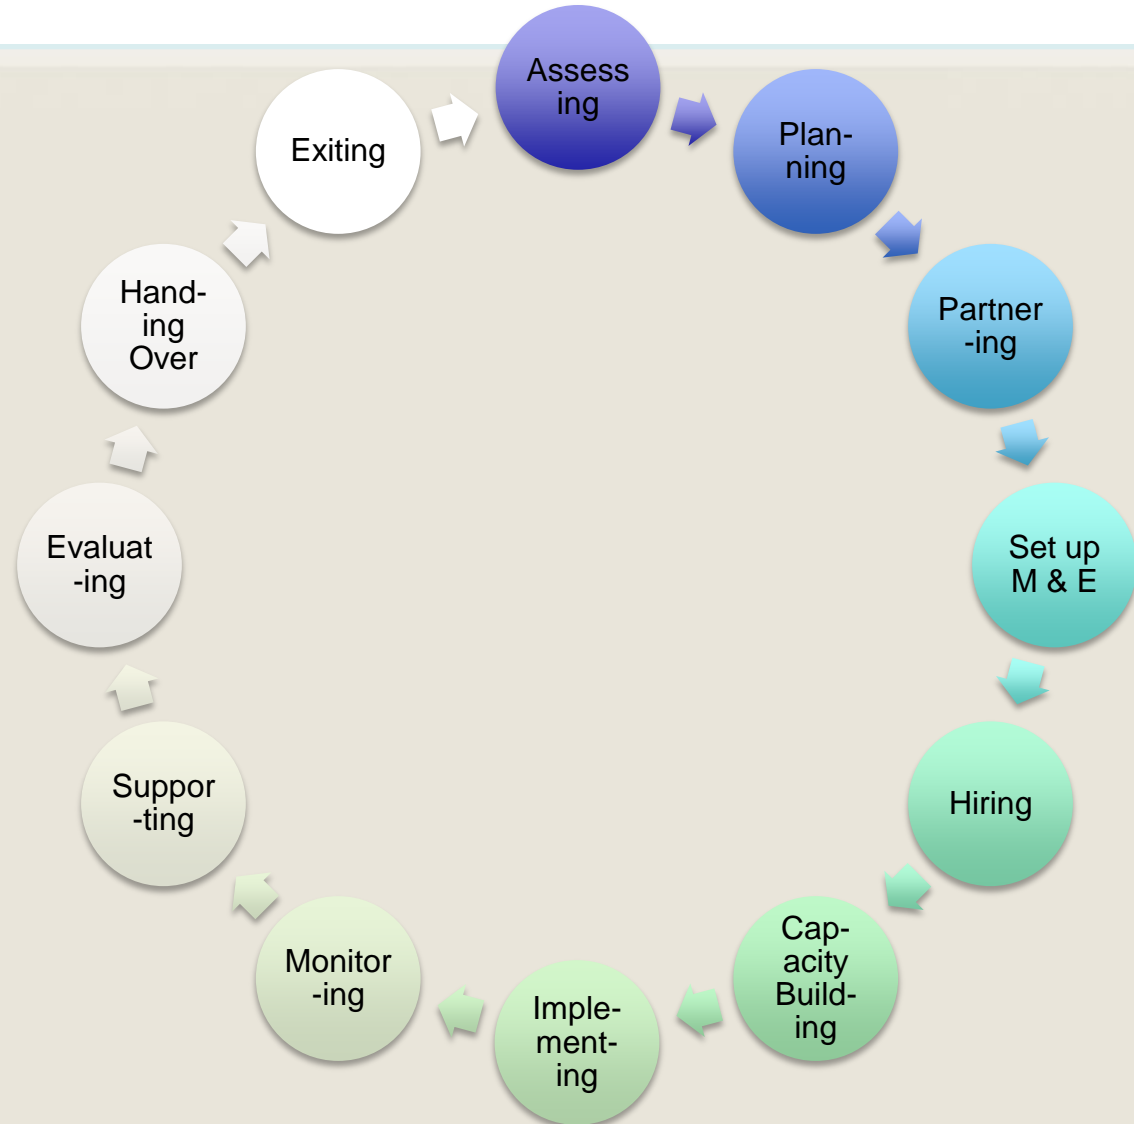 Assess
ing
Plan-
ning
Partner
-ing
Set up
M & E
Hiring
Cap-
acity
Build-
ing
Imple-
ment-
ing
Monitor
-ing
Suppor
-ting
Evaluat
-ing
Hand-
ing
Over
Exiting